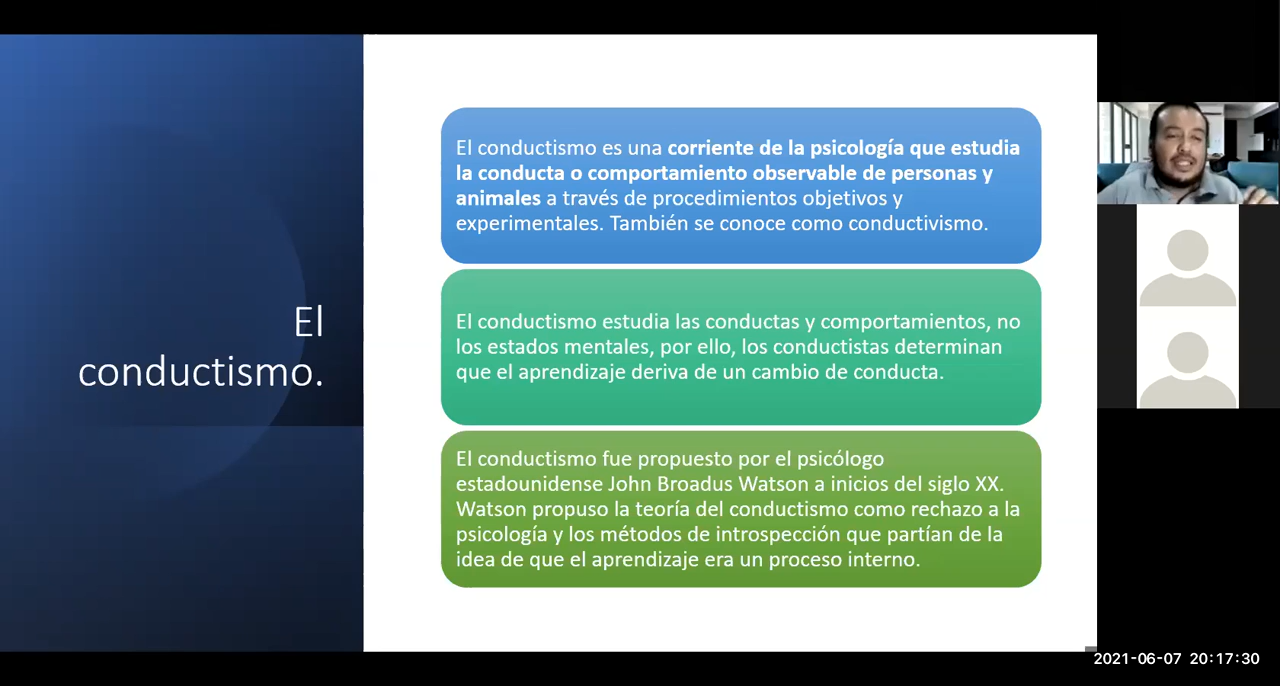 El
conductismo.
El conductismo es una corriente de la psicología que estudia
la conducta o comportamiento observable de personas y
animales a través de procedimientos objetivos y
experimentales. También se conoce como conductivismo.
El conductismo estudia las conductas y comportamientos, no
los estados mentales, por ello, los conductistas determinan
que el aprendizaje deriva de un cambio de conducta.
El conductismo fue propuesto por el psicólogo
estadounidense John Broadus Watson a inicios del siglo XX.
Watson propuso la teoría del conductismo como rechazo a la
psicología y los métodos de introspección que partían de la
idea de que el aprendizaje era un proceso interno.
2021-06-07 20:17:30